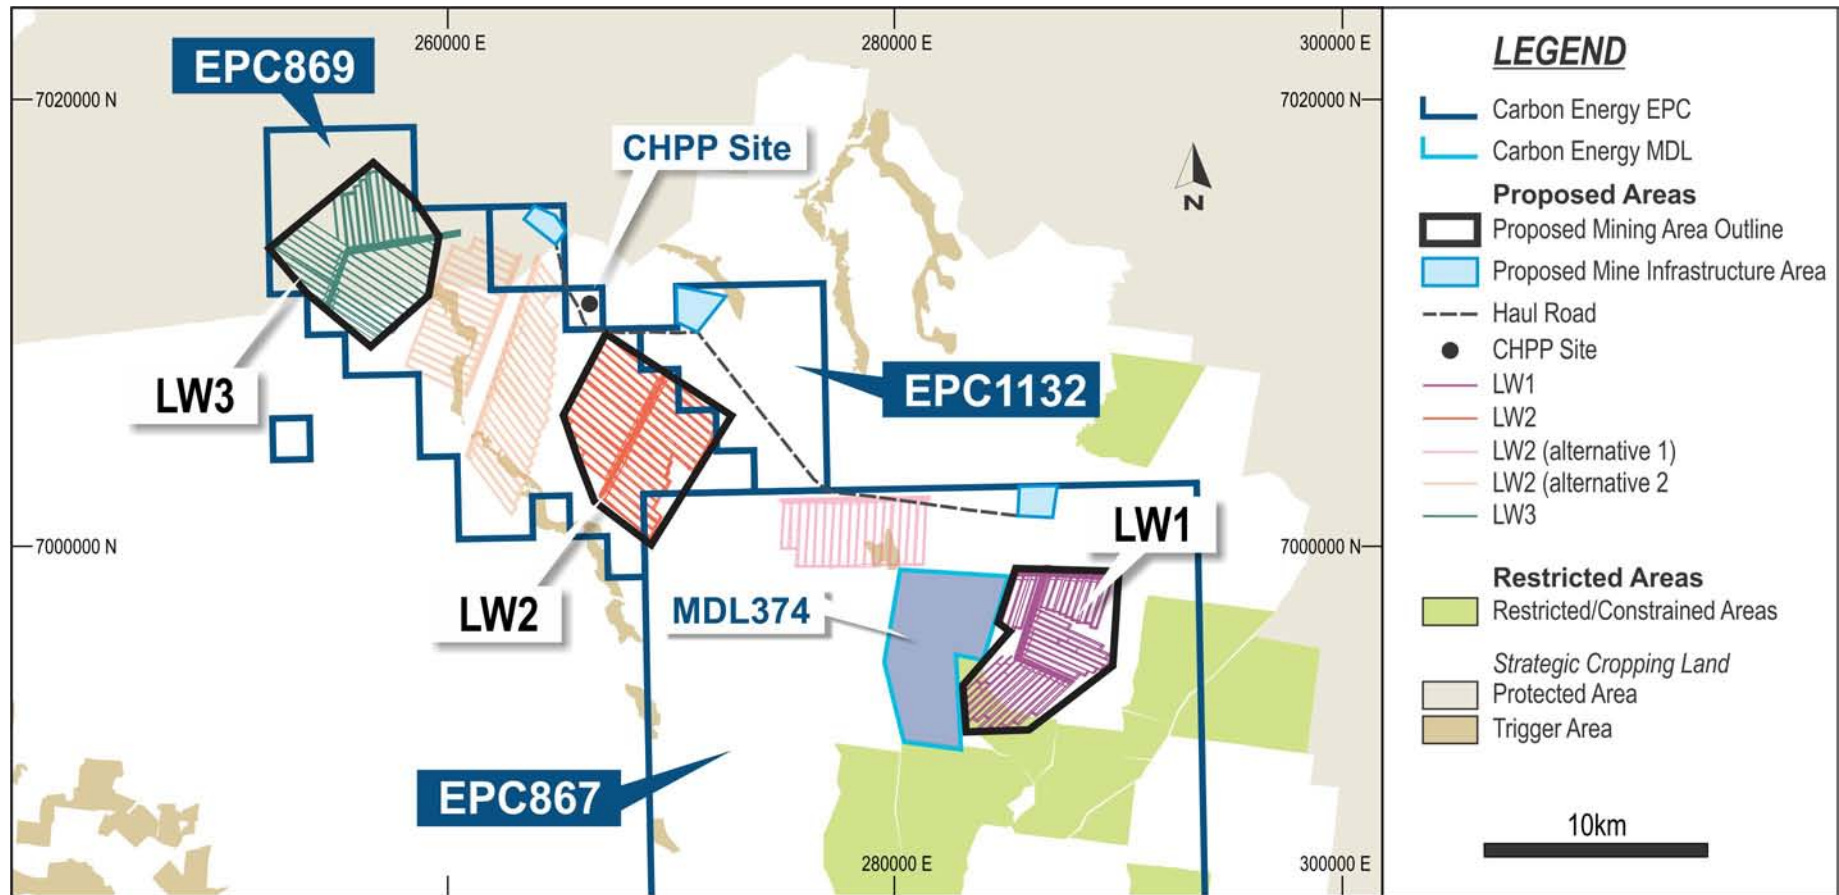 260000 E
280000 E
300000 E
EPC869
7020000 N
7020000 N
CHPP Site
N
LW3
EPC1132
LW1
7000000 N
7000000 N
LW2
MDL374
EPC867
280000 E
300000 E
LEGEND
Carbon Energy EPC
Carbon Energy MDL
Proposed Areas
Proposed Mining Area Outline
Proposed Mine Infrastructure Area
Haul Road
CHPP Site
LW1
LW2
LW2 (alternative 1)
LW2 (alternative 2
LW3
Restricted Areas
Restricted/Constrained Areas
Strategic Cropping Land
Protected Area
Trigger Area
10km